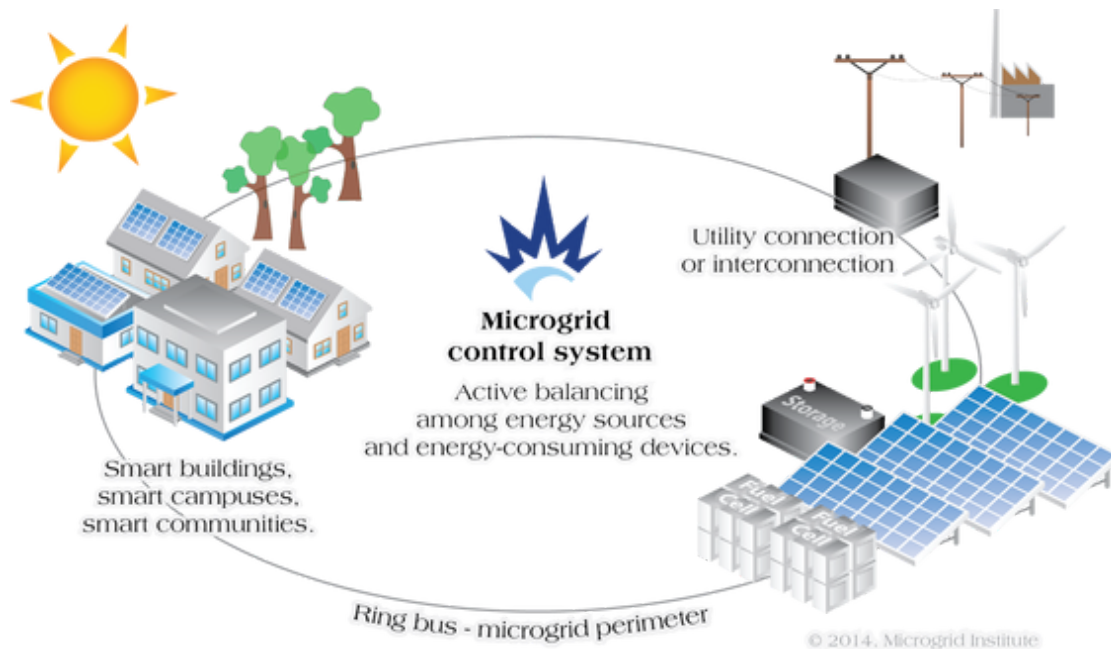 Utility connection
or interconnection
Microgrid
control system
Active balancing
among energy sources
and energy-consuming devices.
Smart buildings,
smart campuses,
smart communities.
Storage
Fuel
Cell
Fuel
Cell
Ring bus - microgrid perimeter
© 2014, Microgrid Institute